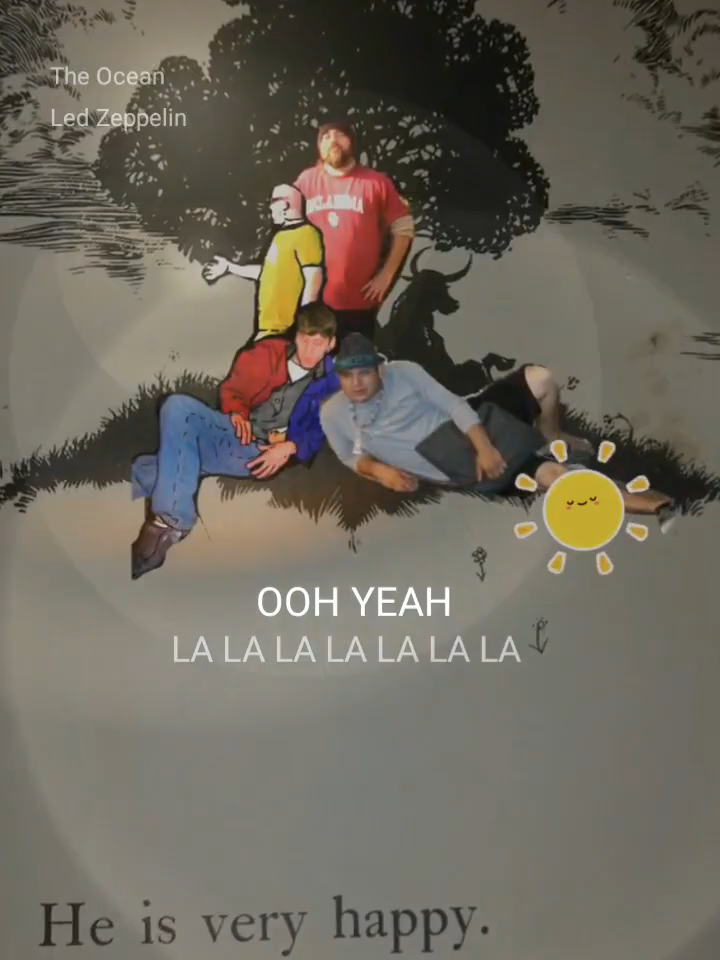 The Ocean
Led Zeppelin
OKLAHOMA
OOH YEAH
LA LA LA LA LA LA LA
He is very happy.